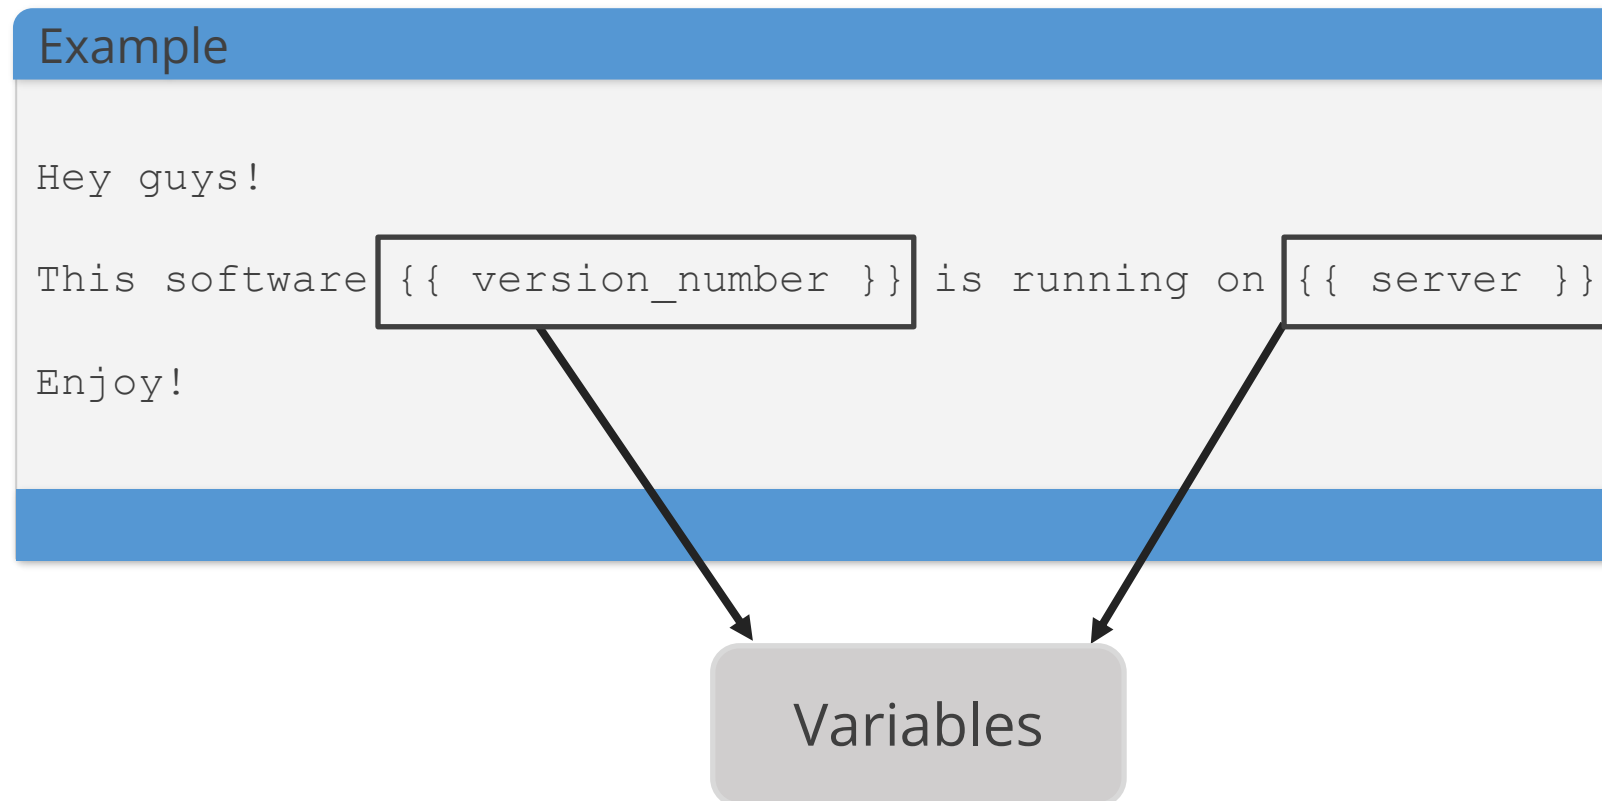 Example
Hey guys!
This software {{ version_number }} is running on {{ server }}
Enjoy!
Variables